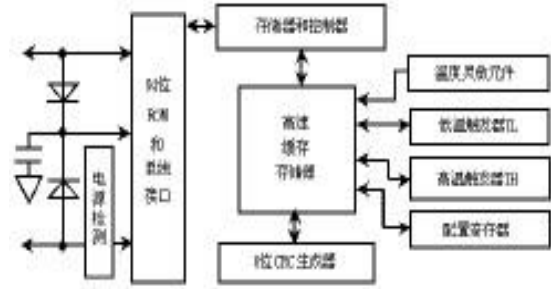 存储器和控制器
64位
ROM
和
总线
接口
电
源
检
测
高速
缓存
存储器
温度灵敏元件
低温触发器TL
高温触发器TH
配置寄存器
8位CRC生成器